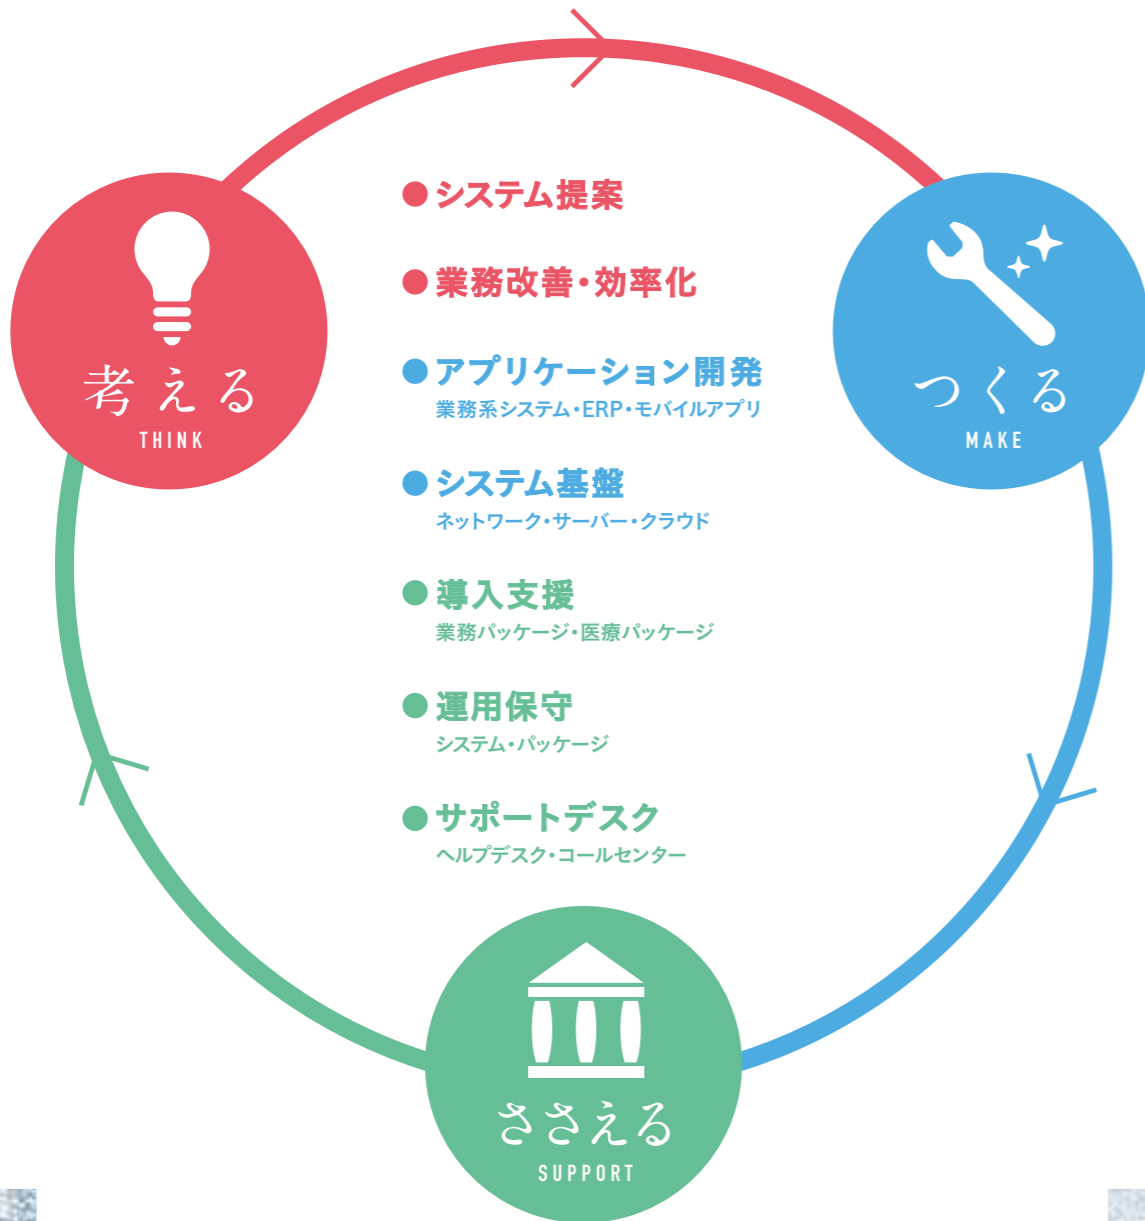 ● システム提案
● 業務改善・効率化
考える
THINK
つくる
MAKE
● アプリケーション開発
業務系システム・ERP・モバイルアプリ
● システム基盤
ネットワーク・サーバー・クラウド
● 導入支援
業務パッケージ・医療パッケージ
● 運用保守
システム・パッケージ
● サポートデスク
ヘルプデスク・コールセンター
ささえる
SUPPORT